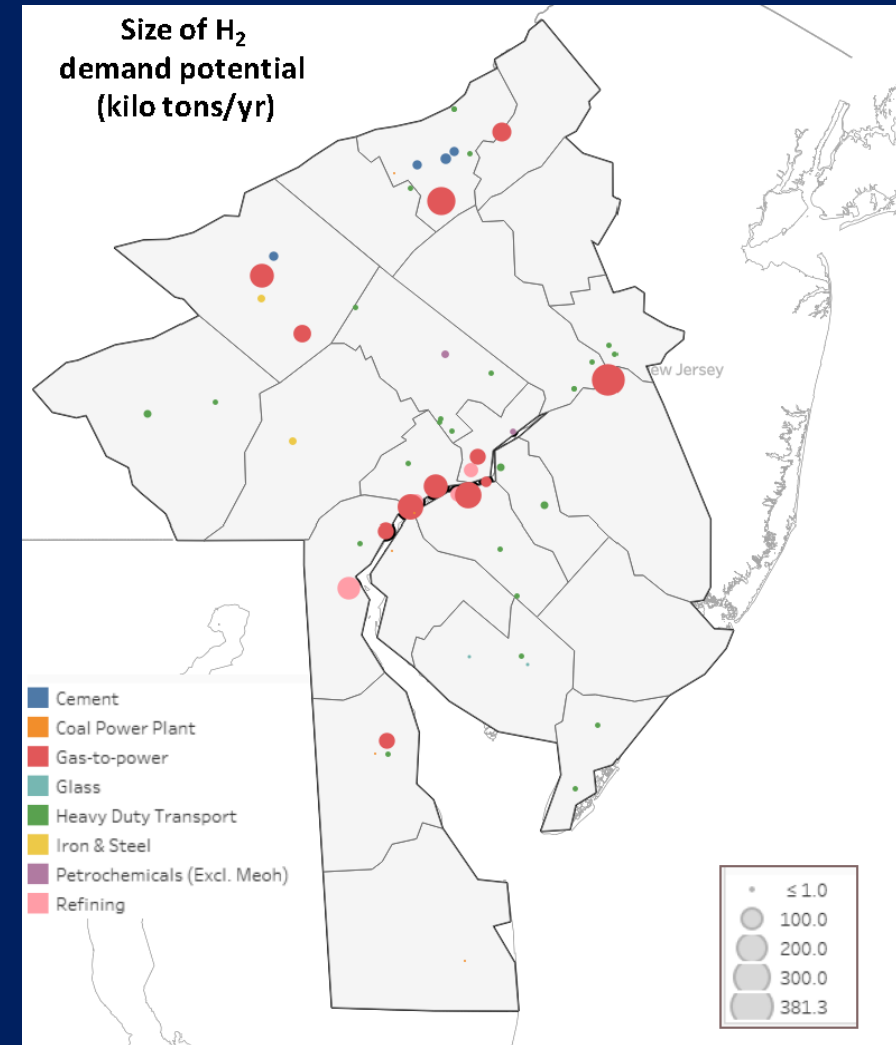 Size of H₂
demand potential
(kilo tons/yr)
ew Jersey
Cement
Coal Power Plant
Gas-to-power
Glass
Heavy Duty Transport
Iron & Steel
Petrochemicals (Excl. Meoh)
Refining
≤ 1.0
100.0
200.0
300.0
381.3